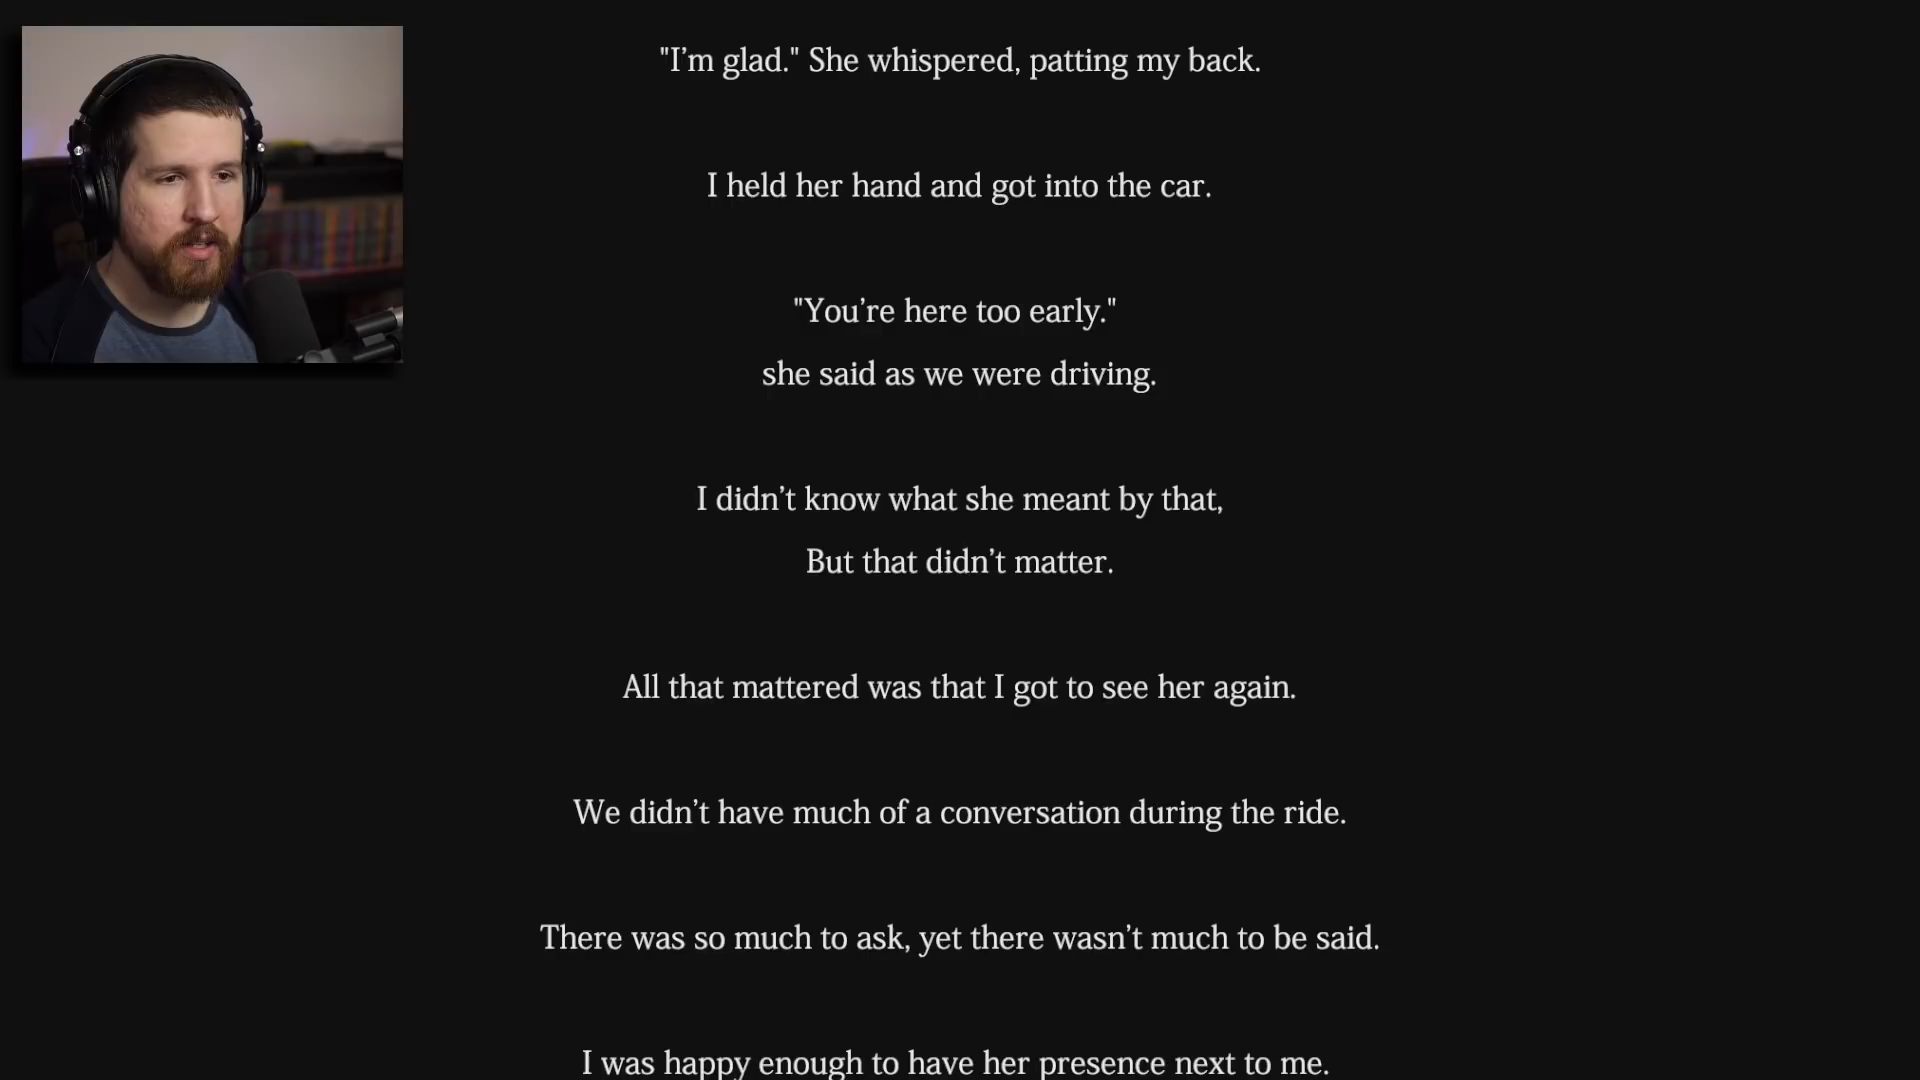 "I'm glad." She whispered, patting my back.
I held her hand and got into the car.
"You're here too early."
she said as we were driving.
I didn't know what she meant by that,
But that didn't matter.
All that mattered was that I got to see her again.
We didn't have much of a conversation during the ride.
There was so much to ask, yet there wasn't much to be said.
I was happy enough to have her presence next to me.